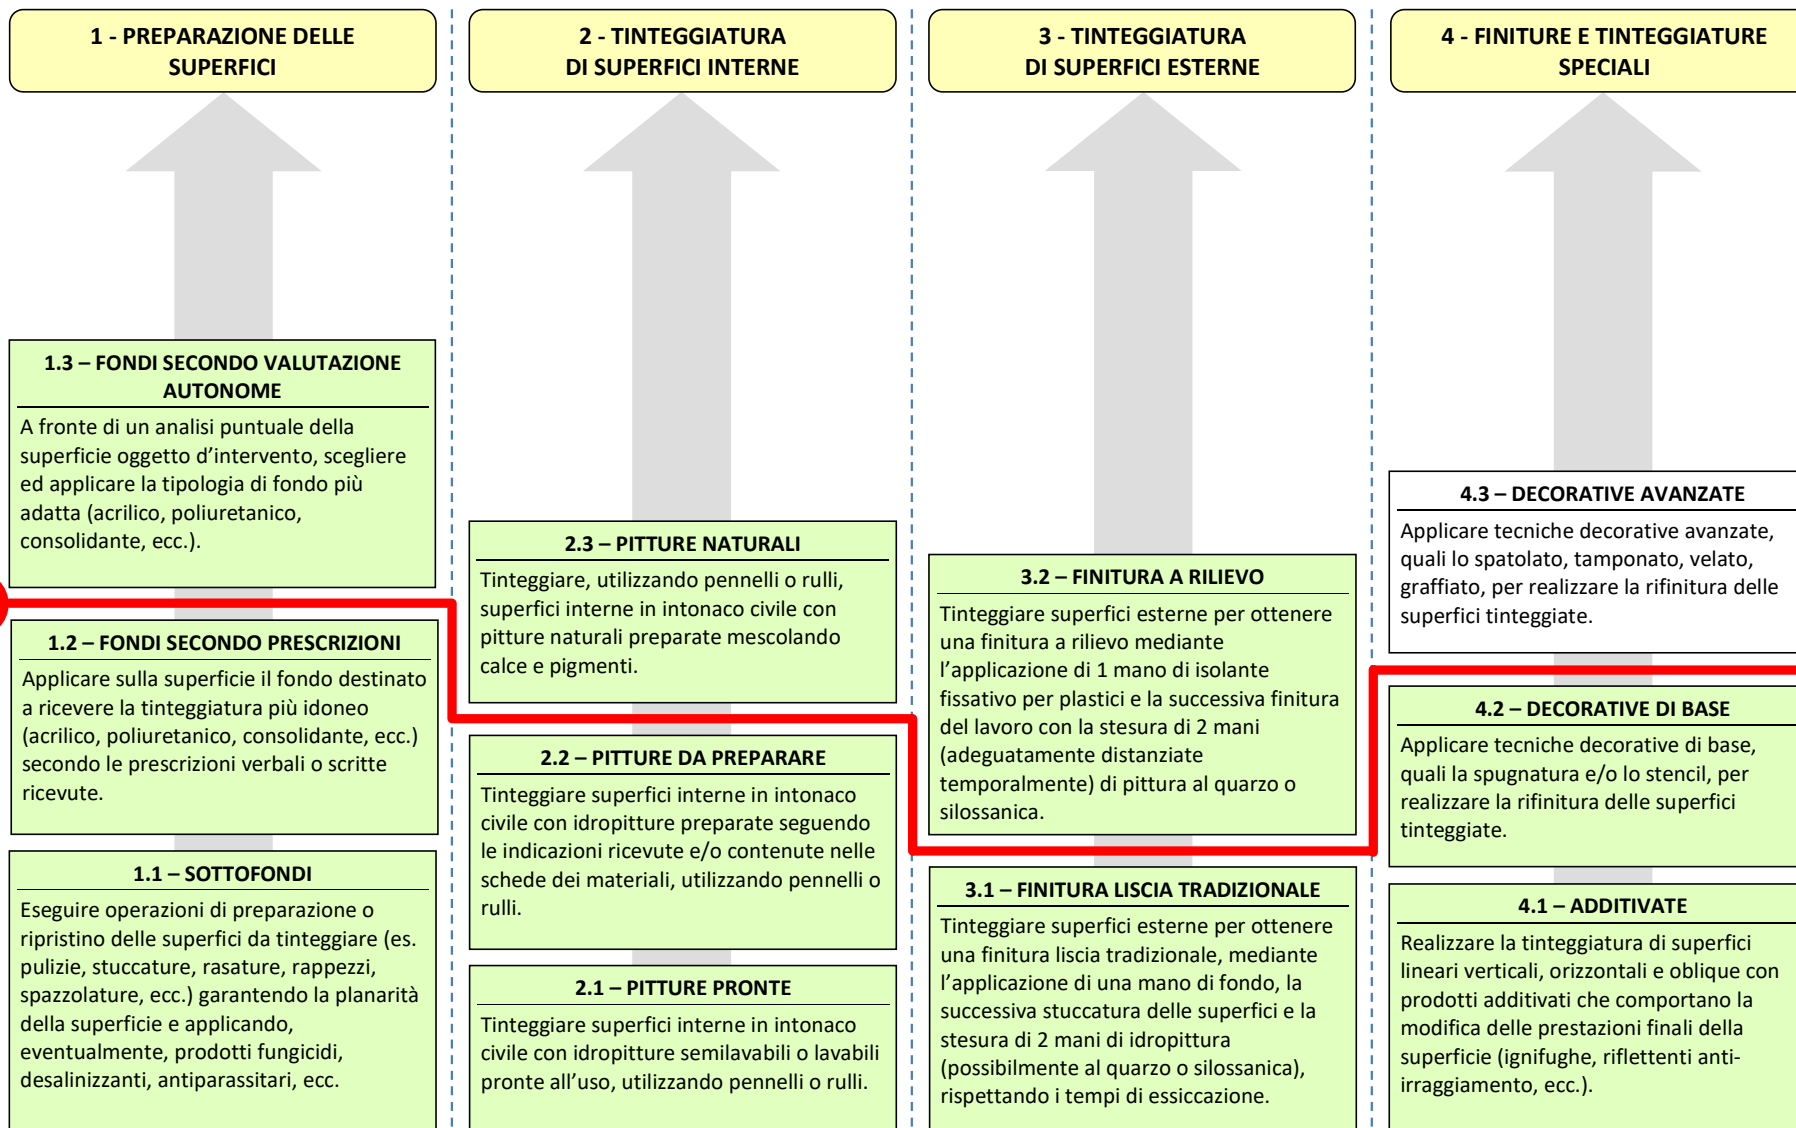 1 - PREPARAZIONE DELLE
SUPERFICI
2 - TINTEGGIATURA
DI SUPERFICI INTERNE
3 - TINTEGGIATURA
DI SUPERFICI ESTERNE
4 - FINITURE E TINTEGGIATURE
SPECIALI
1.3 – FONDI SECONDO VALUTAZIONE
AUTONOME
A fronte di un analisi puntuale della
superficie oggetto d’intervento, scegliere
ed applicare la tipologia di fondo più
adatta (acrilico, poliuretanico,
consolidante, ecc.).
1.2 – FONDI SECONDO PRESCRIZIONI
Applicare sulla superficie il fondo destinato
a ricevere la tinteggiatura più idoneo
(acrilico, poliuretanico, consolidante, ecc.)
secondo le prescrizioni verbali o scritte
ricevute.
1.1 – SOTTOFONDI
Eseguire operazioni di preparazione o
ripristino delle superfici da tinteggiare (es.
pulizie, stuccature, rasature, rappezzi,
spazzolature, ecc.) garantendo la planarità
della superficie e applicando,
eventualmente, prodotti fungicidi,
desalinizzanti, antiparassitari, ecc.
2.3 – PITTURE NATURALI
Tinteggiare, utilizzando pennelli o rulli,
superfici interne in intonaco civile con
pitture naturali preparate mescolando
calce e pigmenti.
2.2 – PITTURE DA PREPARARE
Tinteggiare superfici interne in intonaco
civile con idropitture preparate seguendo
le indicazioni ricevute e/o contenute nelle
schede dei materiali, utilizzando pennelli o
rulli.
2.1 – PITTURE PRONTE
Tinteggiare superfici interne in intonaco
civile con idropitture semilavabili o lavabili
pronte all’uso, utilizzando pennelli o rulli.
3.2 – FINITURA A RILIEVO
Tinteggiare superfici esterne per ottenere
una finitura a rilievo mediante
l’applicazione di 1 mano di isolante
fissativo per plastici e la successiva finitura
del lavoro con la stesura di 2 mani
(adeguatamente distanziate
temporalmente) di pittura al quarzo o
silossanica.
3.1 – FINITURA LISCIA TRADIZIONALE
Tinteggiare superfici esterne per ottenere
una finitura liscia tradizionale, mediante
l’applicazione di una mano di fondo, la
successiva stuccatura delle superfici e la
stesura di 2 mani di idropittura
(possibilmente al quarzo o silossanica),
rispettando i tempi di essiccazione.
4.3 – DECORATIVE AVANZATE
Applicare tecniche decorative avanzate,
quali lo spatolato, tamponato, velato,
graffiato, per realizzare la rifinitura delle
superfici tinteggiate.
4.2 – DECORATIVE DI BASE
Applicare tecniche decorative di base,
quali la spugnatura e/o lo stencil, per
realizzare la rifinitura delle superfici
tinteggiate.
4.1 – ADDITIVATE
Realizzare la tinteggiatura di superfici
lineari verticali, orizzontali e oblique con
prodotti additivati che comportano la
modifica delle prestazioni finali della
superficie (ignifughe, riflettenti anti-
irraggiamento, ecc.).